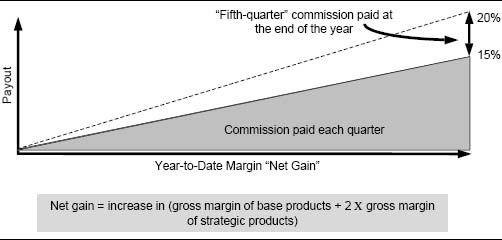 “Fifth-quarter” commission paid at
the end of the year
20%
15%
Payout
Commission paid each quarter
Year-to-Date Margin “Net Gain”
Net gain = increase in (gross margin of base products + 2 X gross margin
of strategic products)